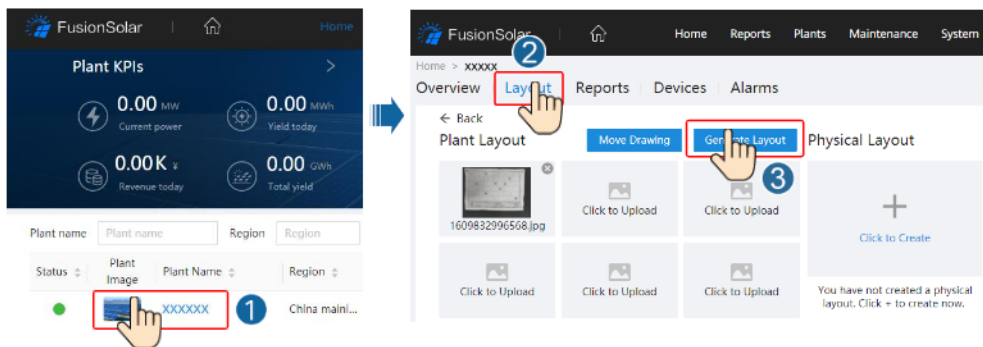 FusionSolar
Home
Plant KPIs >
0.00 MW
Current power
0.00 MWh
Yield today
0.00K ¥
Revenue today
0.00 GWh
Total yield
Plant name Plant name Region Region
Status Plant Image Plant Name Region
XXXXXX 1 China mainl...
FusionSolar Home Reports Plants Maintenance System
2
Home > xxxxx
Overview Layout Reports Devices Alarms
← Back
Plant Layout Move Drawing Generate Layout Physical Layout
3
1609832996568.jpg Click to Upload Click to Upload
+
Click to Create
Click to Upload Click to Upload Click to Upload
You have not created a physical
layout. Click + to create now.